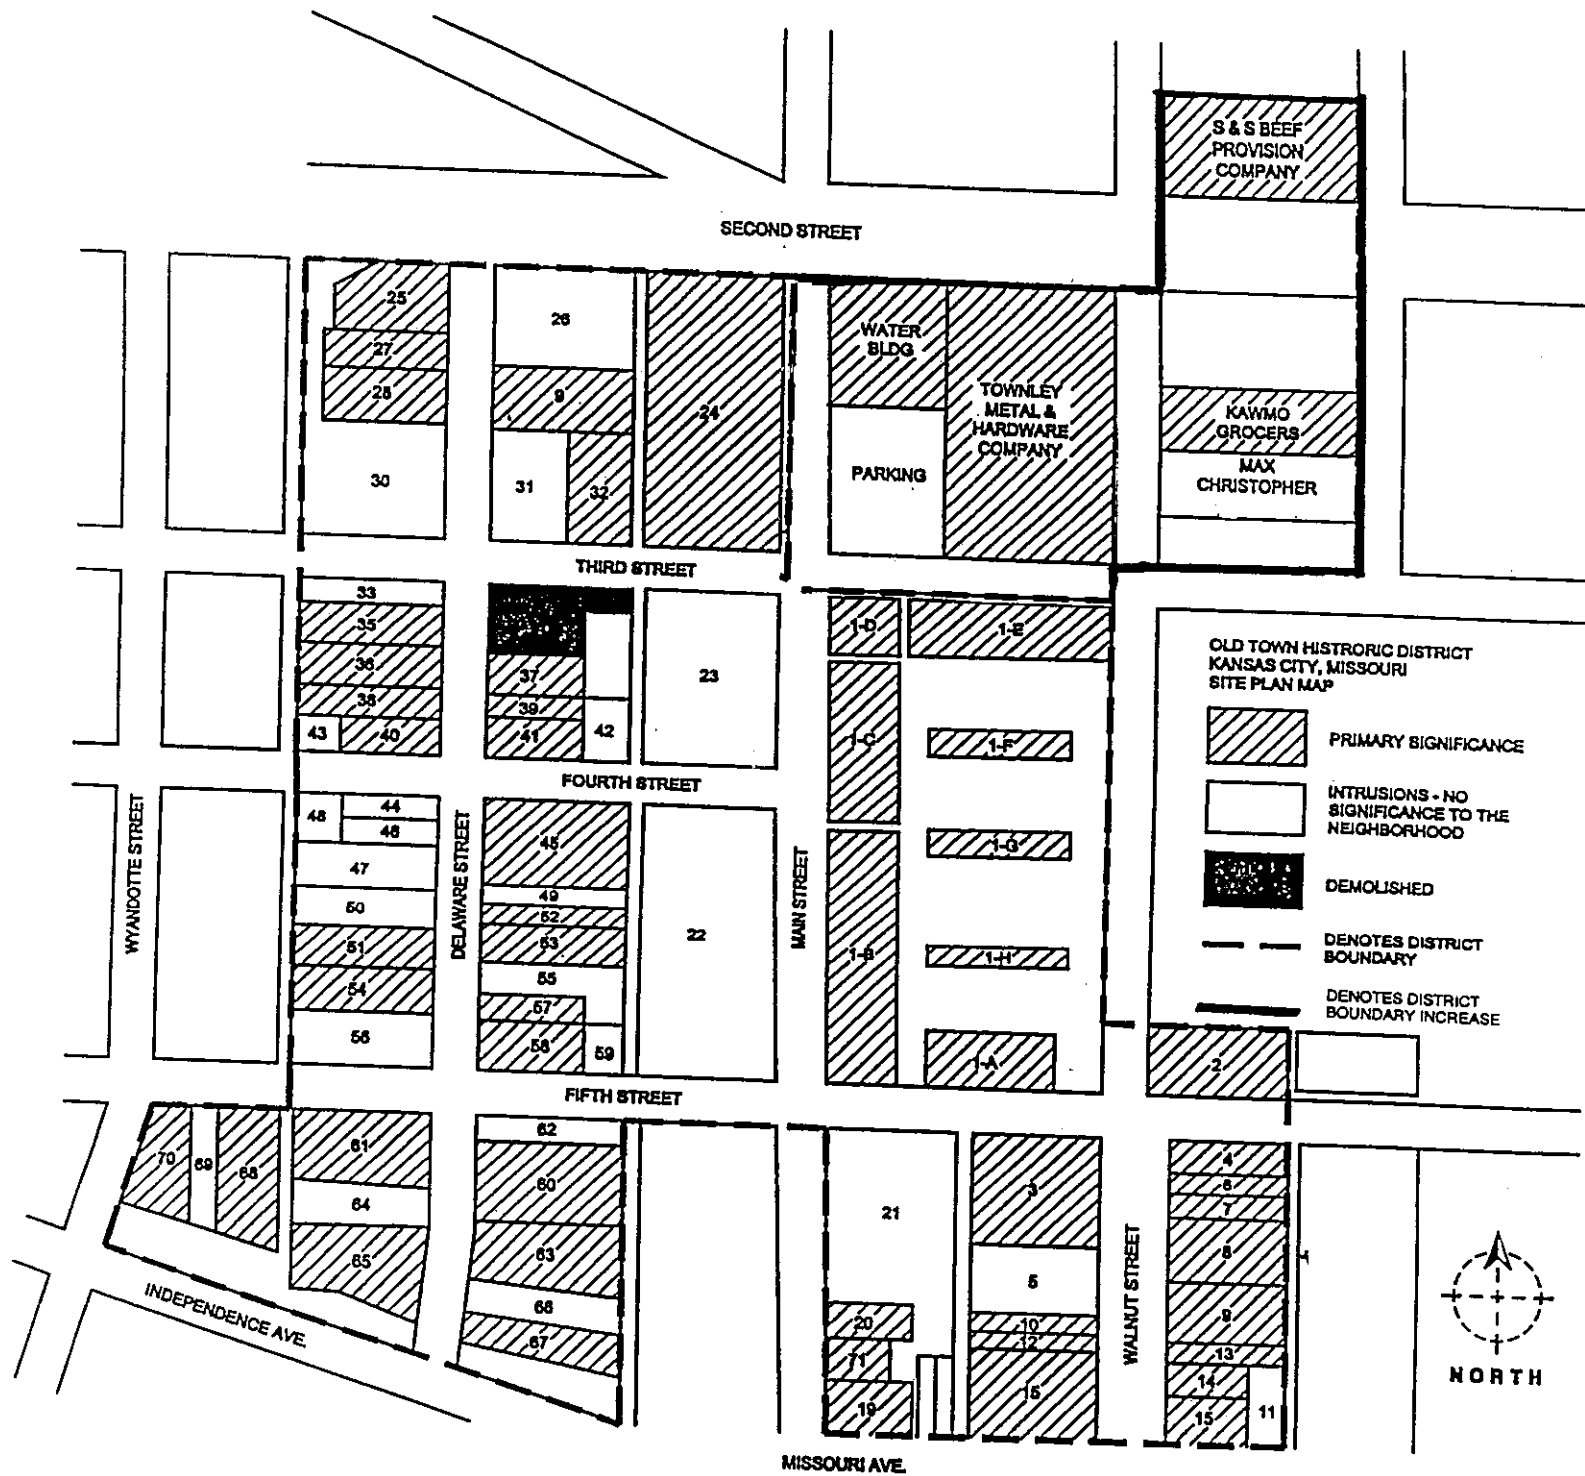 S & S BEEF
PROVISION
COMPANY
SECOND STREET
25
26
27
28
9
24
WATER
BLDG
TOWNLEY
METAL &
HARDWARE
COMPANY
KAWMO
GROCERS
MAX
CHRISTOPHER
PARKING
30
31
32
THIRD STREET
33
35
36
38
43
40
37
39
41
42
23
1-D
1-E
1-C
1-F
FOURTH STREET
OLD TOWN HISTRORIC DISTRICT
KANSAS CITY, MISSOURI
SITE PLAN MAP
PRIMARY SIGNIFICANCE
INTRUSIONS - NO
SIGNIFICANCE TO THE
NEIGHBORHOOD
DEMOLISHED
DENOTES DISTRICT
BOUNDARY
DENOTES DISTRICT
BOUNDARY INCREASE
WYANDOTTE STREET
DELAWARE STREET
MAIN STREET
48
44
46
47
50
51
54
56
45
49
52
53
55
57
58
59
22
1-G
1-B
1-H
1-A
2
FIFTH STREET
70
69
68
61
64
65
62
60
63
66
67
INDEPENDENCE AVE.
21
20
71
19
3
5
10
12
15
WALNUT STREET
4
6
7
8
9
13
14
15
11
NORTH
MISSOURI AVE.